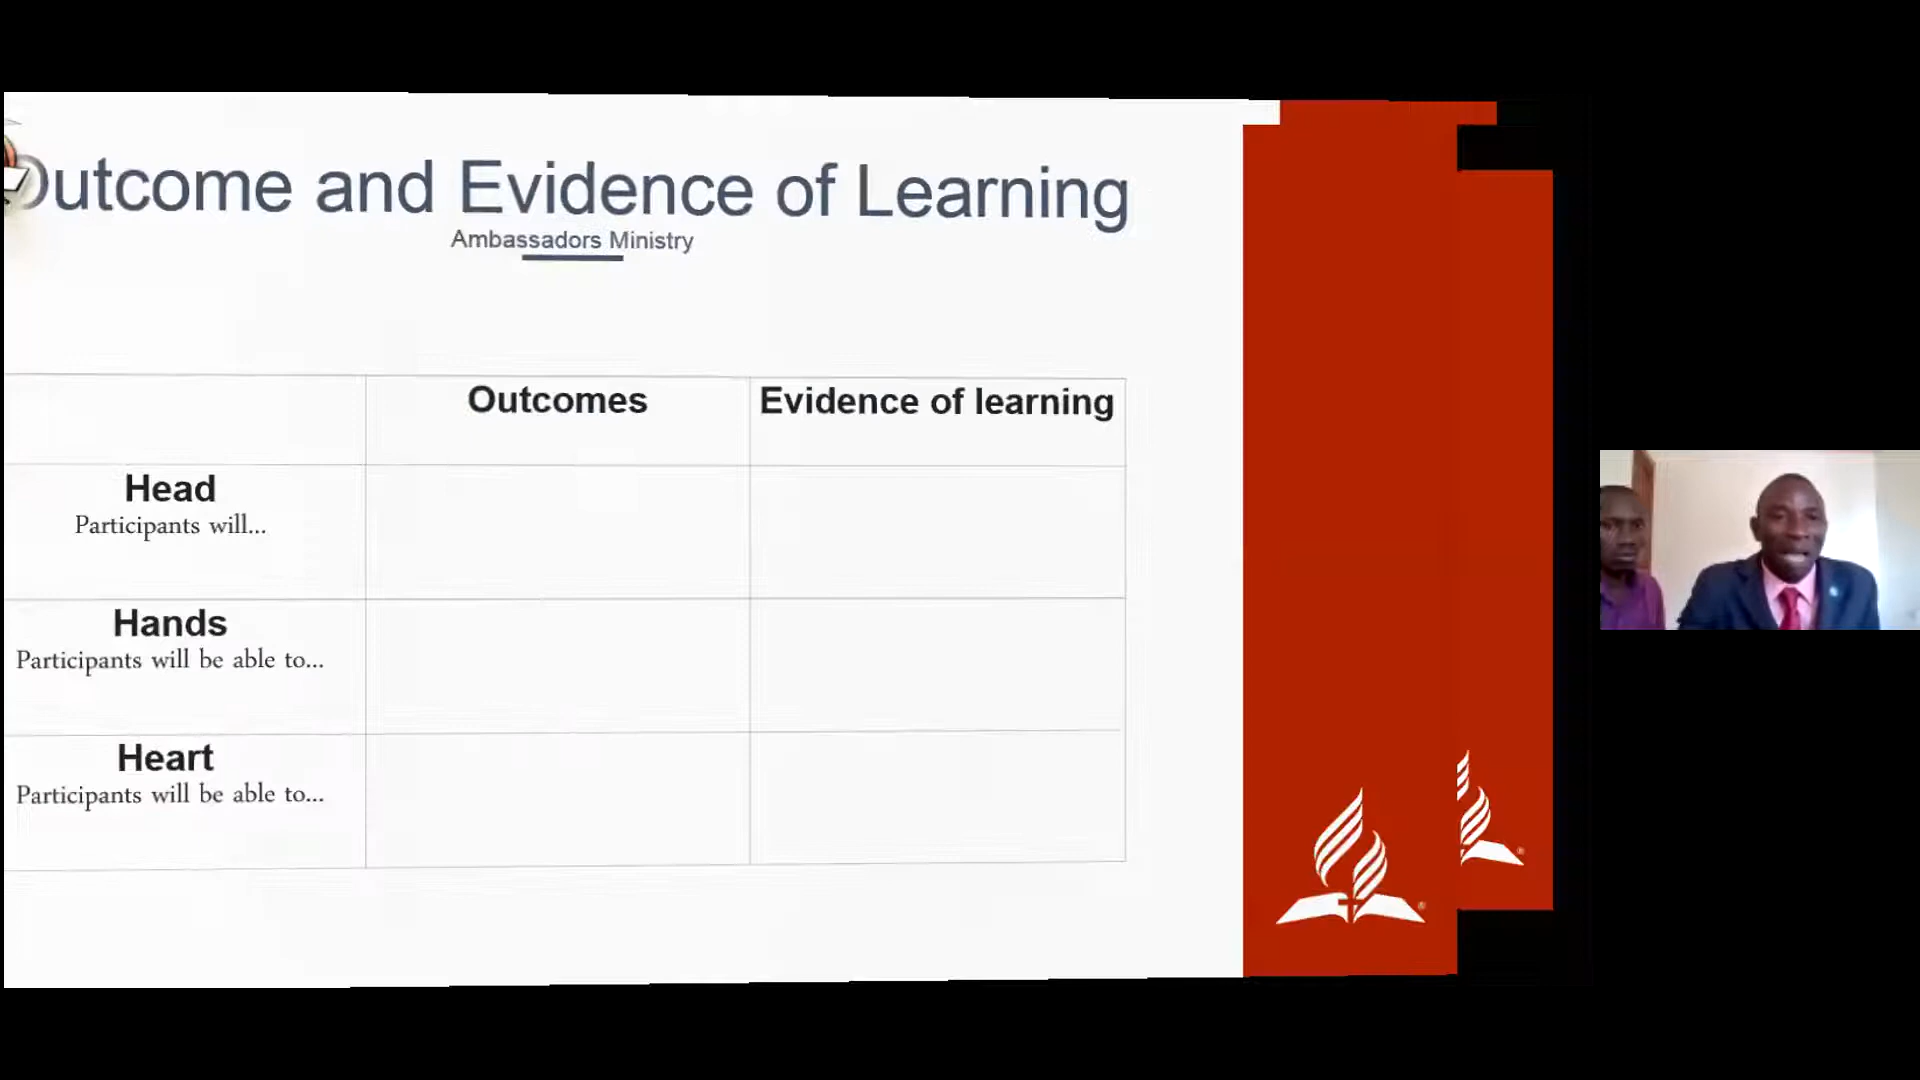 Outcome and Evidence of Learning
Ambassadors Ministry
Outcomes
Evidence of learning
Head
Participants will...
Hands
Participants will be able to...
Heart
Participants will be able to...